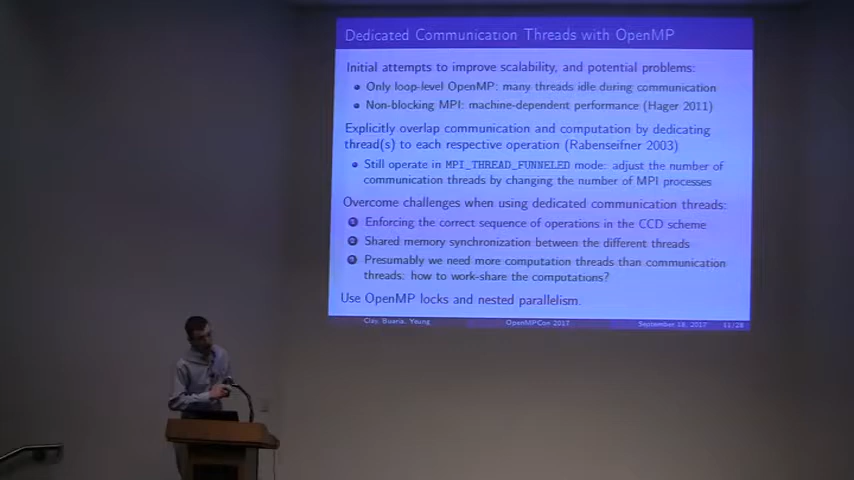 Dedicated Communication Threads with OpenMP
Initial attempts to improve scalability, and potential problems:
Only loop-level OpenMP: many threads idle during communication
Non-blocking MPI: machine-dependent performance (Hager 2011)
Explicitly overlap communication and computation by dedicating
thread(s) to each respective operation (Rabenseifner 2003)
Still operate in MPI_THREAD_FUNNELED mode: adjust the number of
communication threads by changing the number of MPI processes
Overcome challenges when using dedicated communication threads:
1 Enforcing the correct sequence of operations in the CCD scheme
2 Shared memory synchronization between the different threads
3 Presumably we need more computation threads than communication
threads: how to work-share the computations?
Use OpenMP locks and nested parallelism.
Clay, Buaria, Yeung OpenMPCon 2017 September 18, 2017 11/28